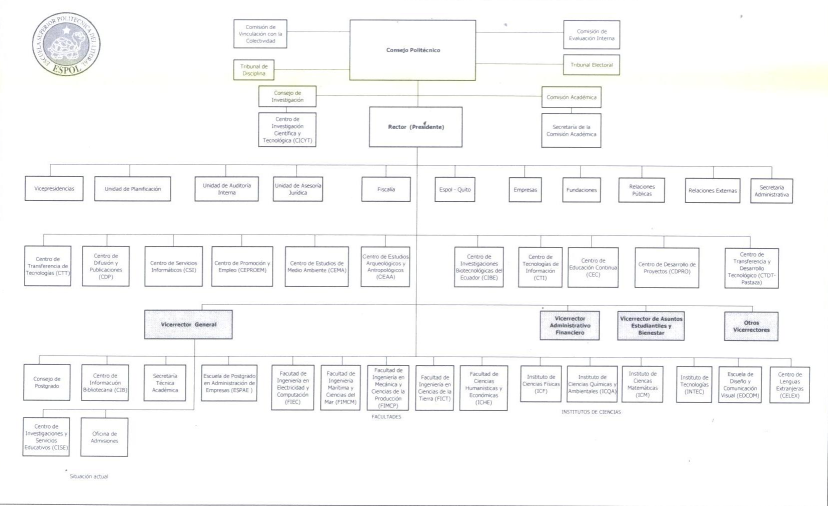 ESCUELA SUPERIOR POLITECNICA DEL LITORAL
ESPOL
Comisión de
Vinculación con la
Colectividad
Consejo Politécnico
Comisión de
Evaluación Interna
Tribunal de
Disciplina
Tribunal Electoral
Consejo de
Investigación
Comisión Académica
Centro de
Investigación
Científica y
Tecnológica (CICYT)
Rector (Presidente)
Secretaría de la
Comisión Académica
Vicepresidencias
Unidad de Planificación
Unidad de Auditoría
Interna
Unidad de Asesoría
Jurídica
Fiscalía
Espol - Quito
Empresas
Fundaciones
Relaciones
Públicas
Relaciones Externas
Secretaría
Administrativa
Centro de
Transferencia de
Tecnologías (CTT)
Centro de
Difusión y
Publicaciones
(CDP)
Centro de Servicios
Informáticos (CSI)
Centro de Promoción y
Empleo (CEPROEM)
Centro de Estudios de
Medio Ambiente (CEMA)
Centro de Estudios
Arqueológicos y
Antropológicos
(CEAA)
Centro de
Investigaciones
Biotecnológicas del
Ecuador (CIBE)
Centro de
Tecnologías de
Información
(CTI)
Centro de
Educación Continua
(CEC)
Centro de Desarrollo de
Proyectos (CDPRO)
Centro de
Transferencia y
Desarrollo
Tecnológico (CTDT-
Pastaza)
Vicerrector General
Vicerrector
Administrativo
Financiero
Vicerrector de Asuntos
Estudiantiles y
Bienestar
Otros
Vicerrectores
Consejo de
Postgrado
Centro de
Información
Bibliotecaria (CIB)
Secretaría
Técnica
Académica
Escuela de Postgrado
en Administración de
Empresas (ESPAE )
Facultad de
Ingeniería en
Electricidad y
Computación
(FIEC)
Facultad de
Ingeniería
Marítima y
Ciencias del
Mar (FIMCM)
Facultad de
Ingeniería en
Mecánica y
Ciencias de la
Producción
(FIMCP)
Facultad de
Ingeniería en
Ciencias de la
Tierra (FICT)
Facultad de
Ciencias
Humanísticas y
Económicas
(ICHE)
Instituto de
Ciencias Físicas
(ICF)
Instituto de
Ciencias Químicas y
Ambientales (ICQA)
Instituto de
Ciencias
Matemáticas
(ICM)
Instituto de
Tecnologías
(INTEC)
Escuela de
Diseño y
Comunicación
Visual (EDCOM)
Centro de
Lenguas
Extranjeras
(CELEX)
FACULTADES
INSTITUTOS DE CIENCIAS
Centro de
Investigaciones y
Servicios
Educativos (CISE)
Oficina de
Admisiones
Situación actual